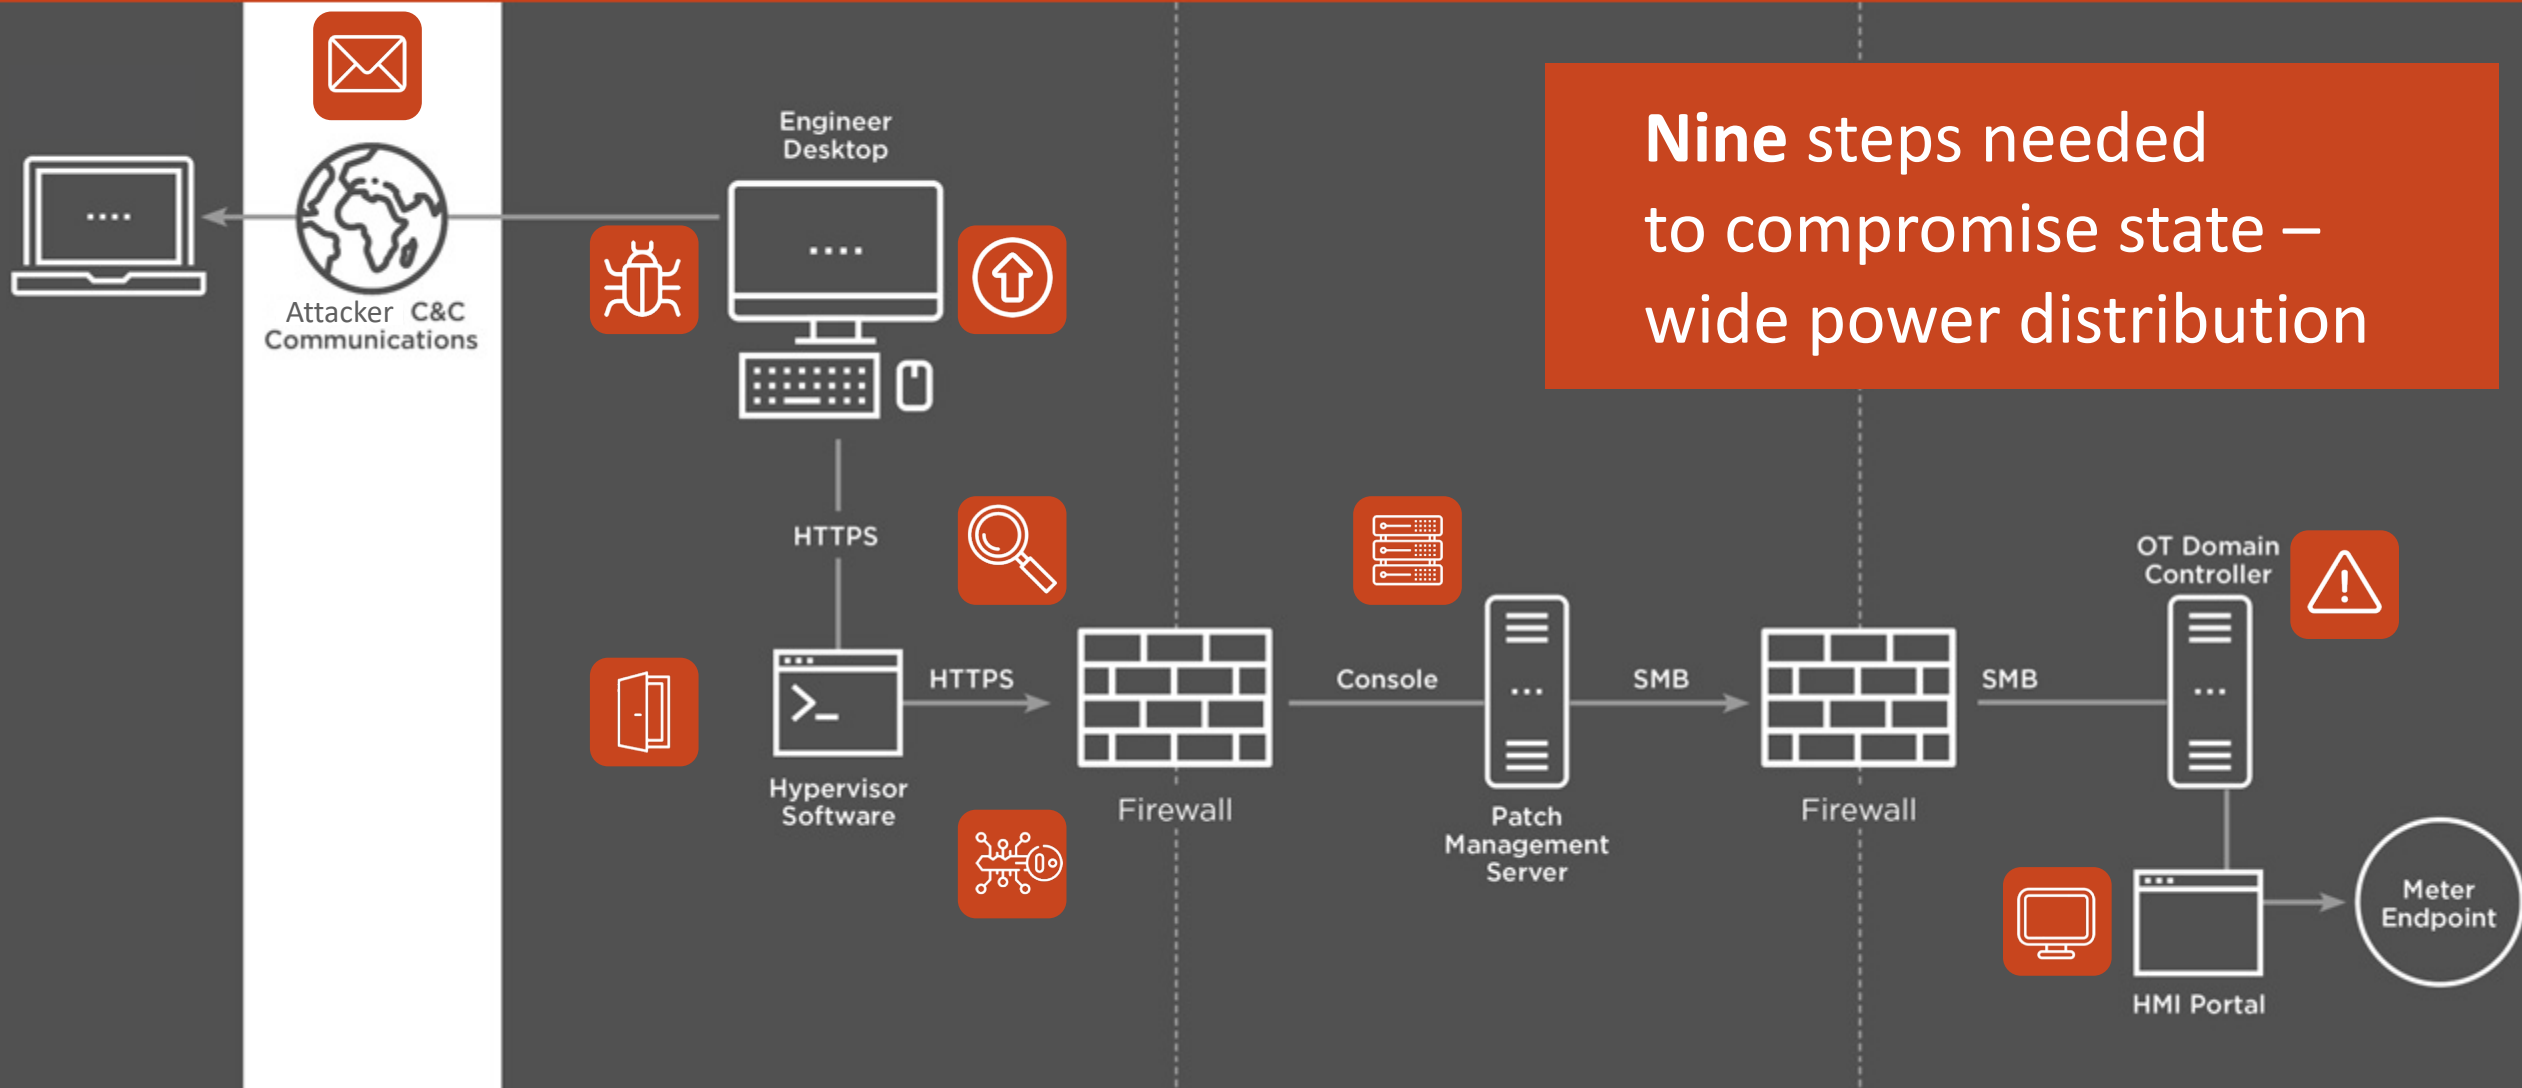 Nine steps needed
to compromise state –
wide power distribution
Attacker C&C
Communications
Engineer
Desktop
HTTPS
Hypervisor
Software
HTTPS
Firewall
Console
Patch
Management
Server
SMB
Firewall
SMB
OT Domain
Controller
HMI Portal
Meter
Endpoint